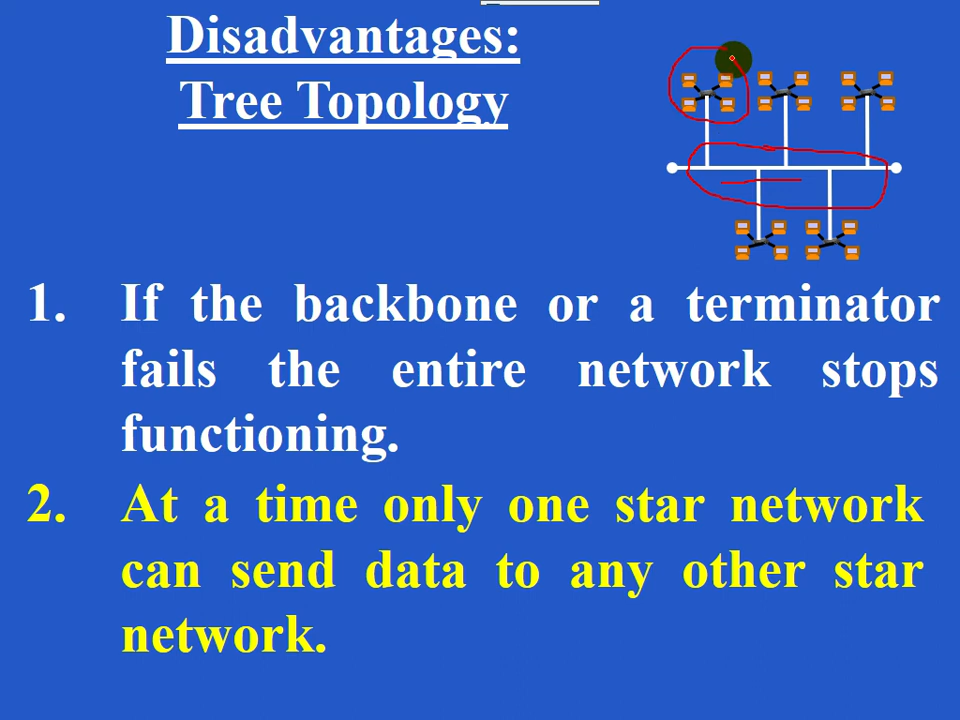 Disadvantages:
Tree Topology
1. If the backbone or a terminator
fails the entire network stops
functioning.
2. At a time only one star network
can send data to any other star
network.